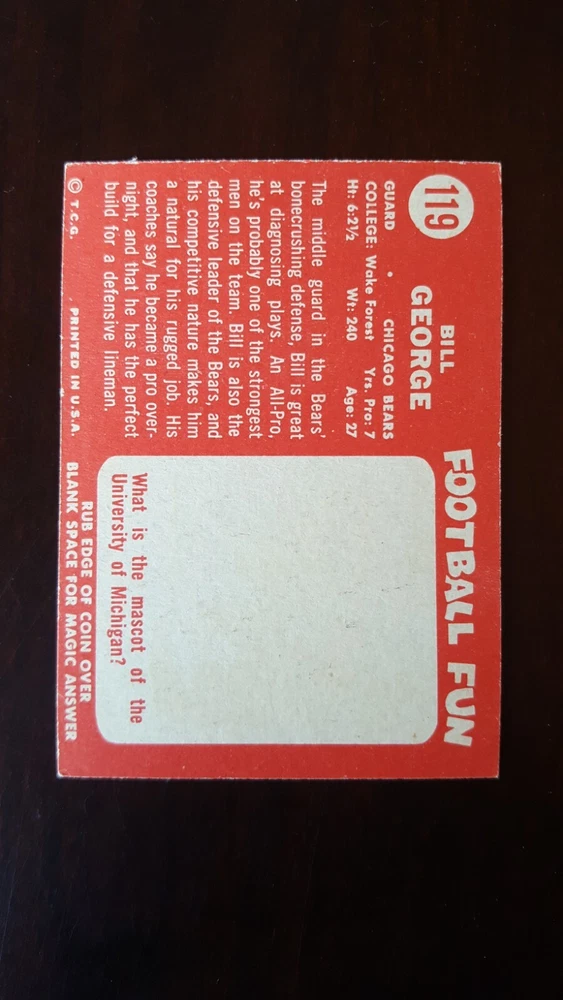 119
BILL
GEORGE
GUARD • CHICAGO BEARS
COLLEGE: Wake Forest Yrs. Pro: 7
Ht: 6:2½ Wt: 240 Age: 27
The middle guard in the Bears'
bonecrushing defense, Bill is great
at diagnosing plays. An All-Pro,
he's probably one of the strongest
men on the team. Bill is also the
defensive leader of the Bears, and
his competitive nature makes him
a natural for his rugged job. His
coaches say he became a pro over-
night, and that he has the perfect
build for a defensive lineman.
© T.C.G. PRINTED IN U.S.A.
FOOTBALL FUN
What is the mascot of the
University of Michigan?
RUB EDGE OF COIN OVER
BLANK SPACE FOR MAGIC ANSWER